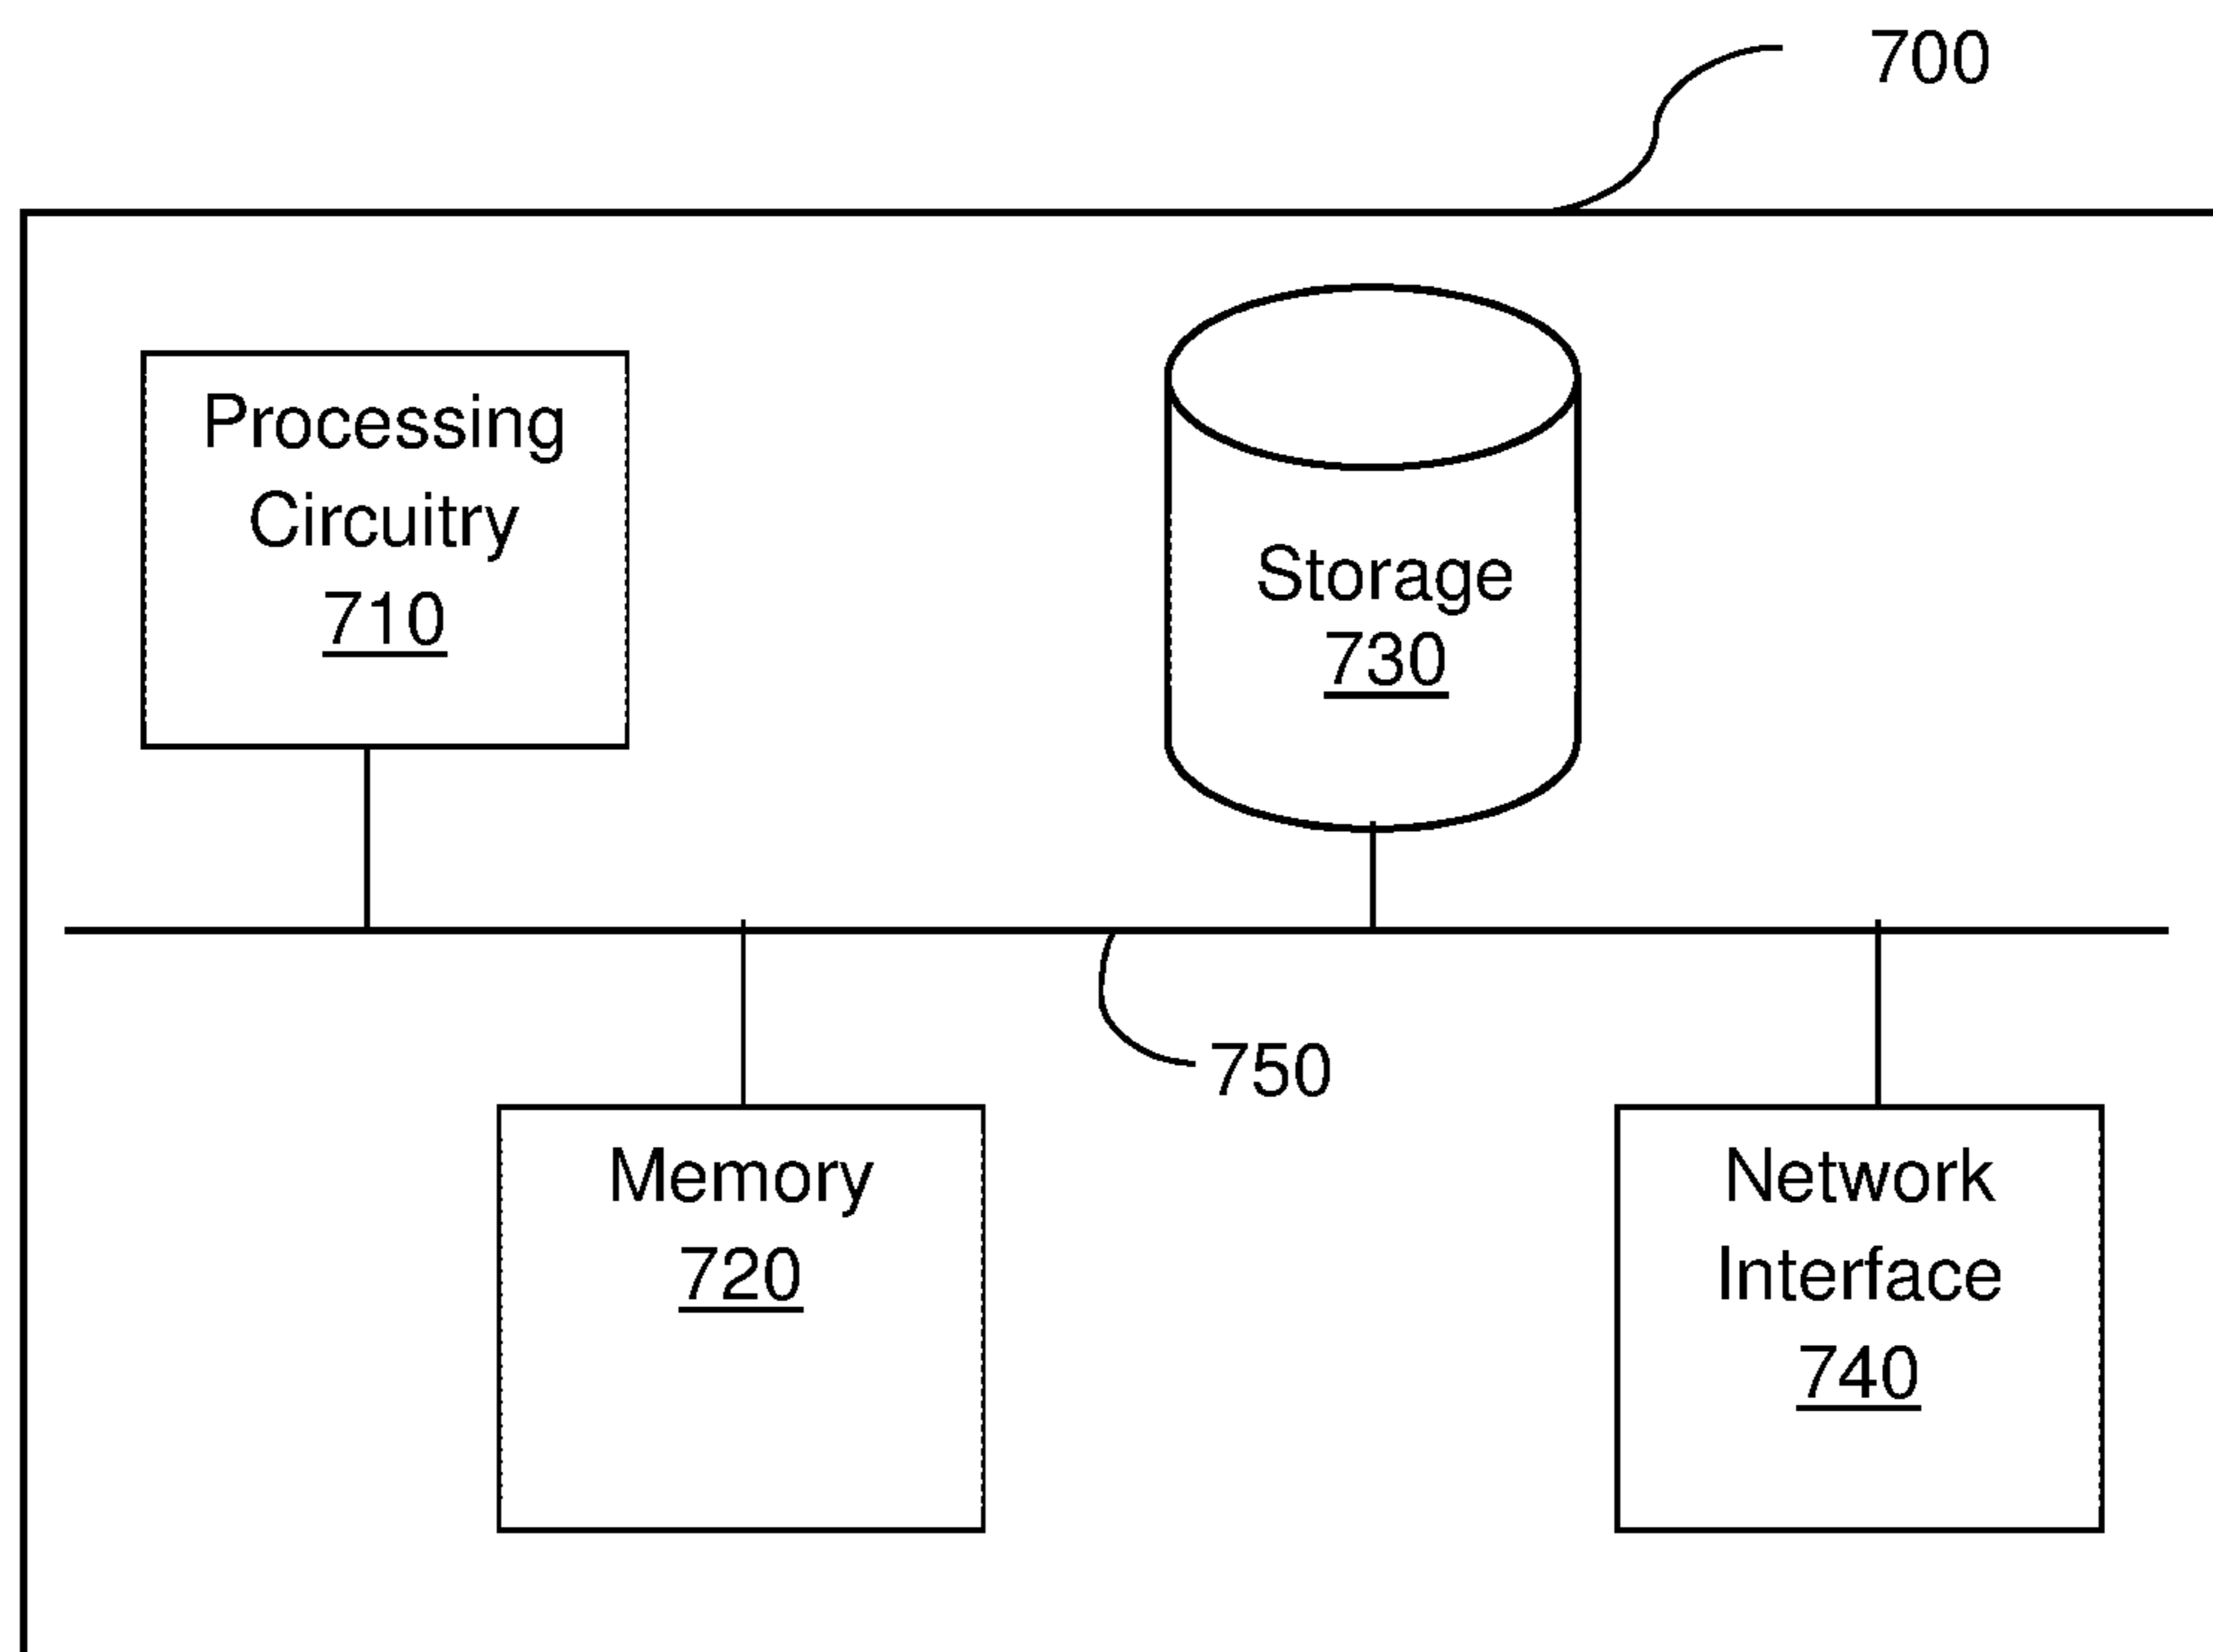 700
Processing
Circuitry
710
Storage
730
750
Memory
720
Network
Interface
740